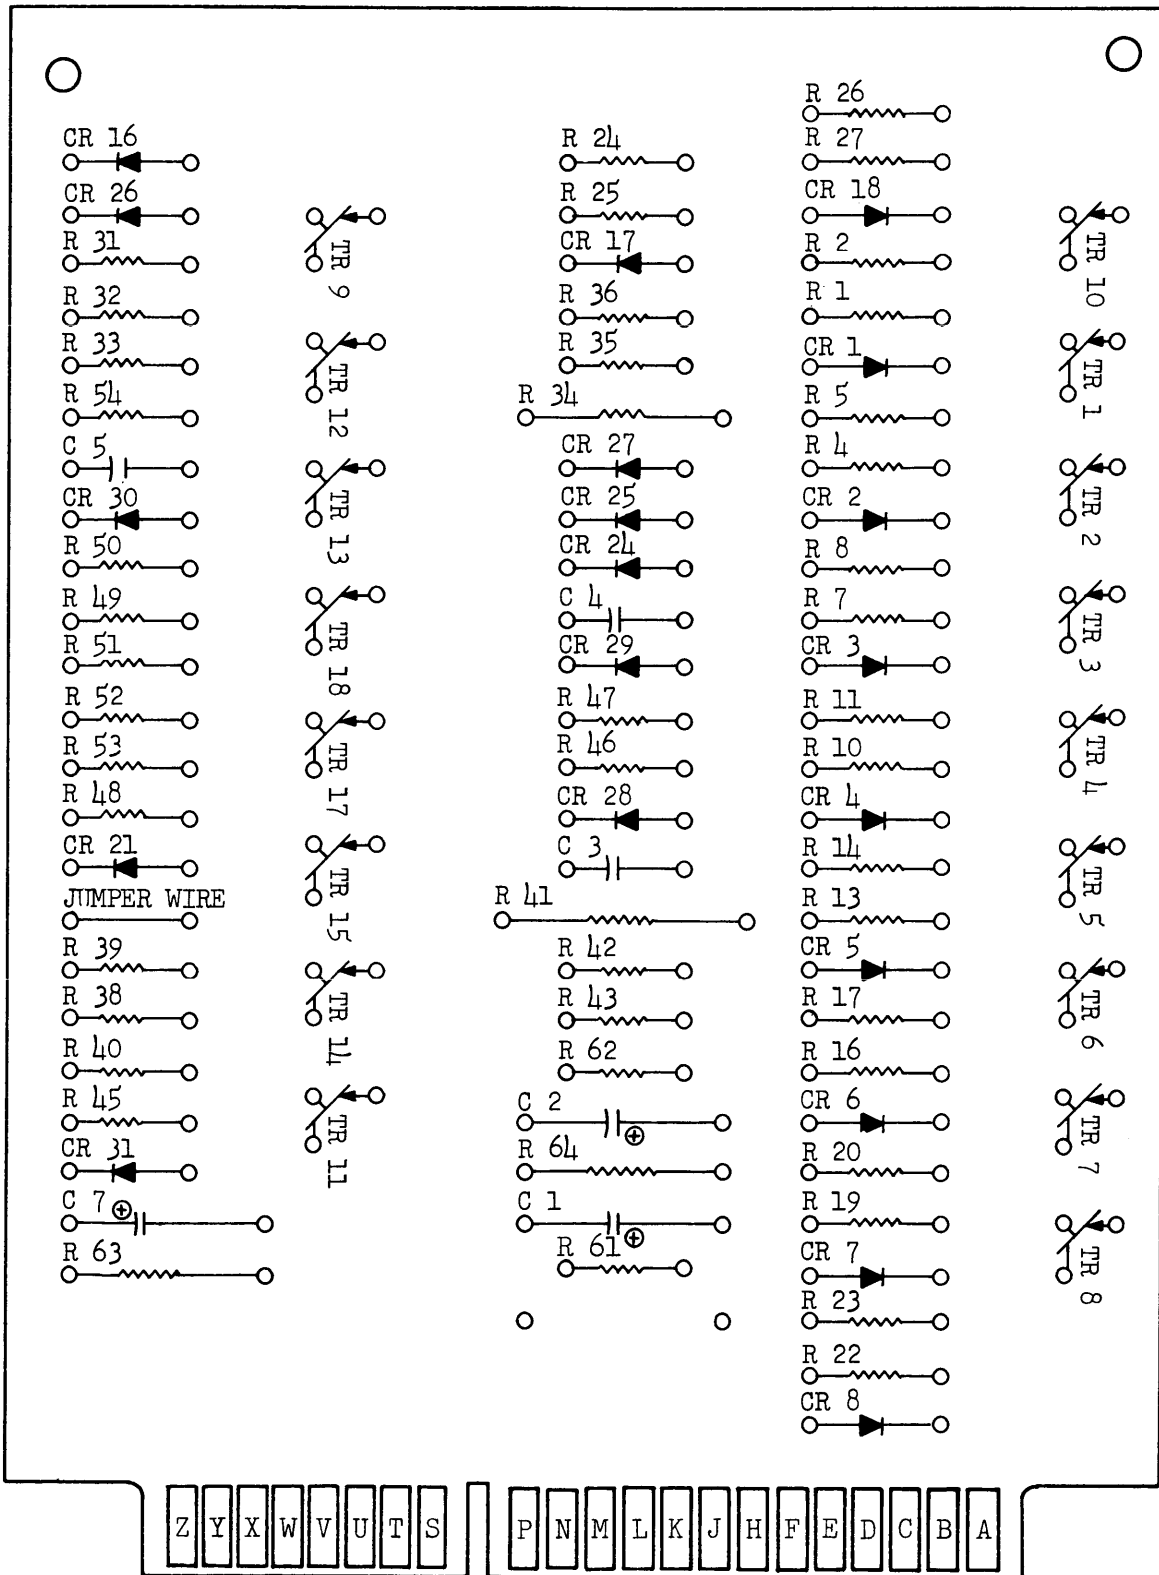 CR 16
CR 26
R 31
R 32
R 33
R 54
C 5
CR 30
R 50
R 49
R 51
R 52
R 53
R 48
CR 21
JUMPER WIRE
R 39
R 38
R 40
R 45
CR 31
C 7
R 63
TR 9
TR 12
TR 13
TR 18
TR 17
TR 15
TR 14
TR 11
R 24
R 25
CR 17
R 36
R 35
R 34
CR 27
CR 25
CR 24
C 4
CR 29
R 47
R 46
CR 28
C 3
R 41
R 42
R 43
R 62
C 2
R 64
C 1
R 61
R 26
R 27
CR 18
R 2
R 1
CR 1
R 5
R 4
CR 2
R 8
R 7
CR 3
R 11
R 10
CR 4
R 14
R 13
CR 5
R 17
R 16
CR 6
R 20
R 19
CR 7
R 23
R 22
CR 8
TR 10
TR 1
TR 2
TR 3
TR 4
TR 5
TR 6
TR 7
TR 8
Z Y X W V U T S P N M L K J H F E D C B A